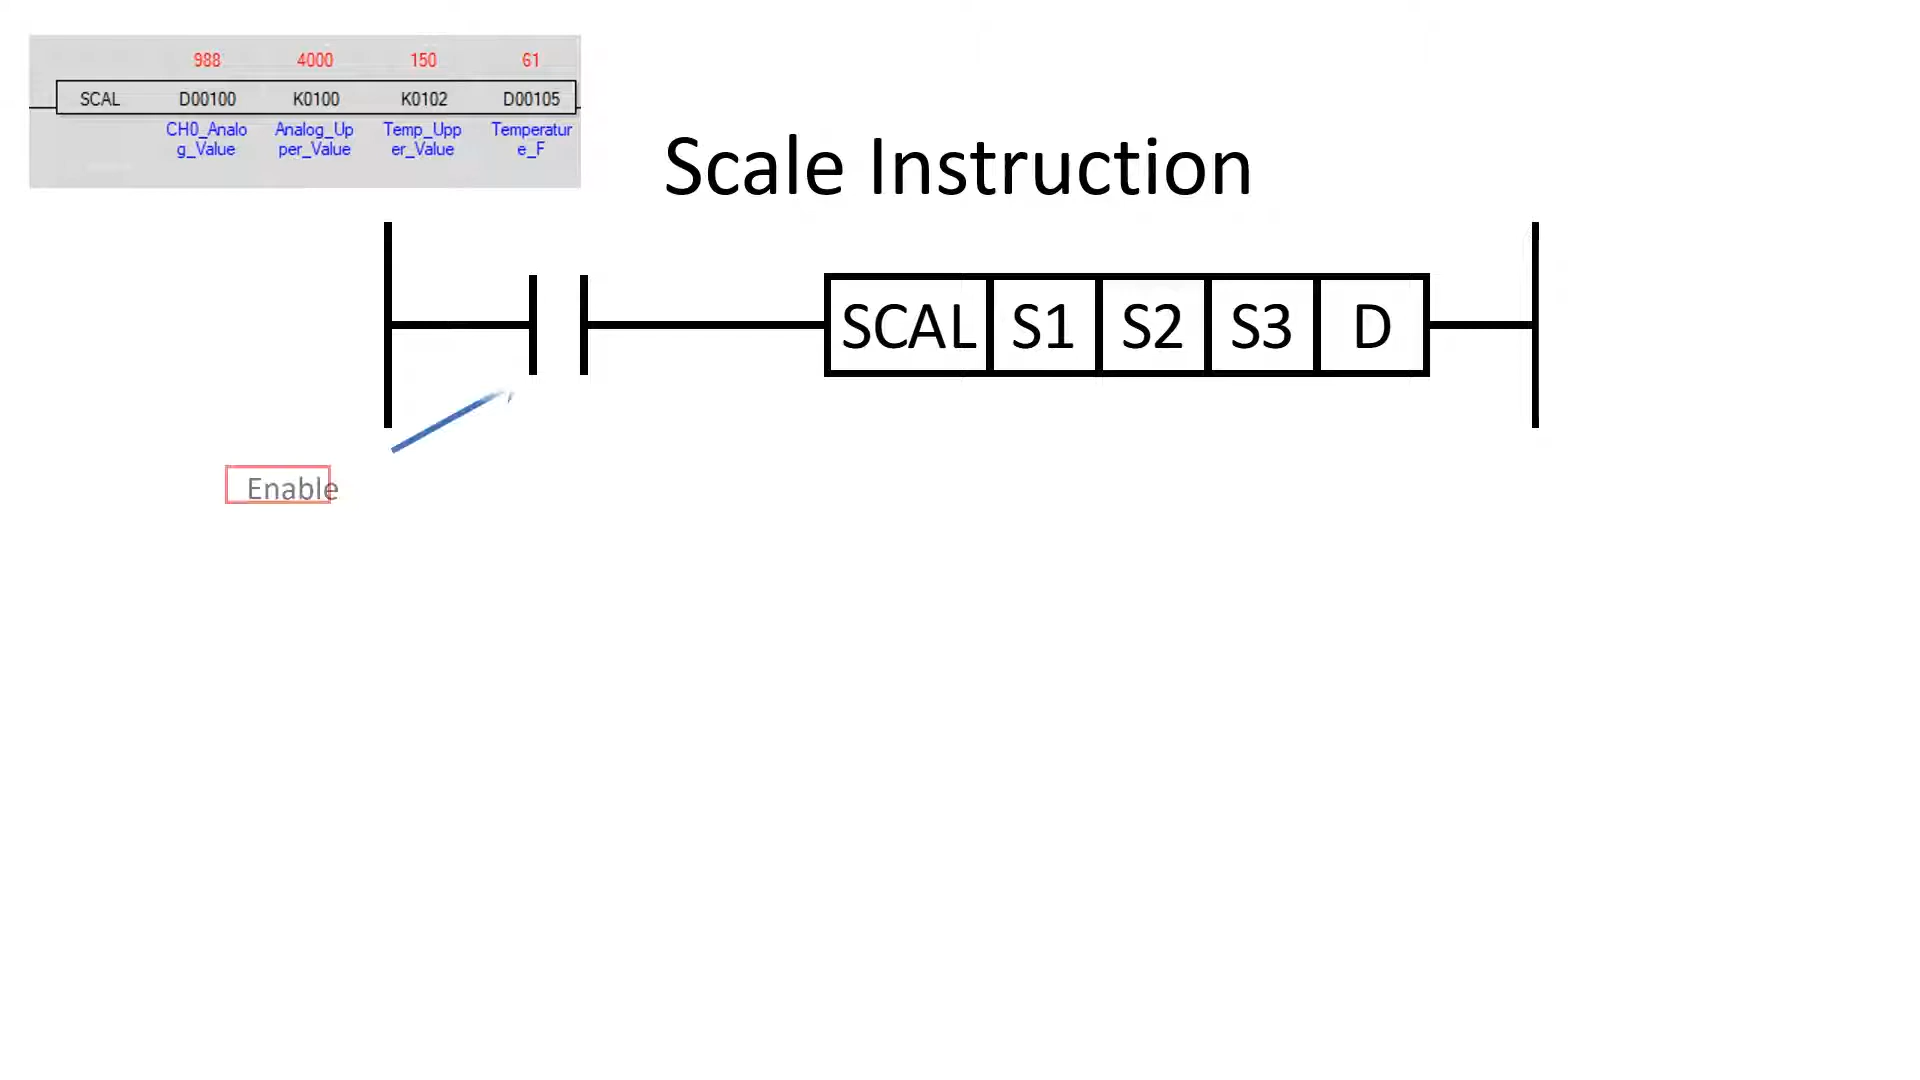 988 4000 150 61
SCAL D00100 K0100 K0102 D00105
CH0_Analo Analog_Up Temp_Upp Temperatur
g_Value per_Value er_Value e_F
Scale Instruction
SCAL S1 S2 S3 D
Enable